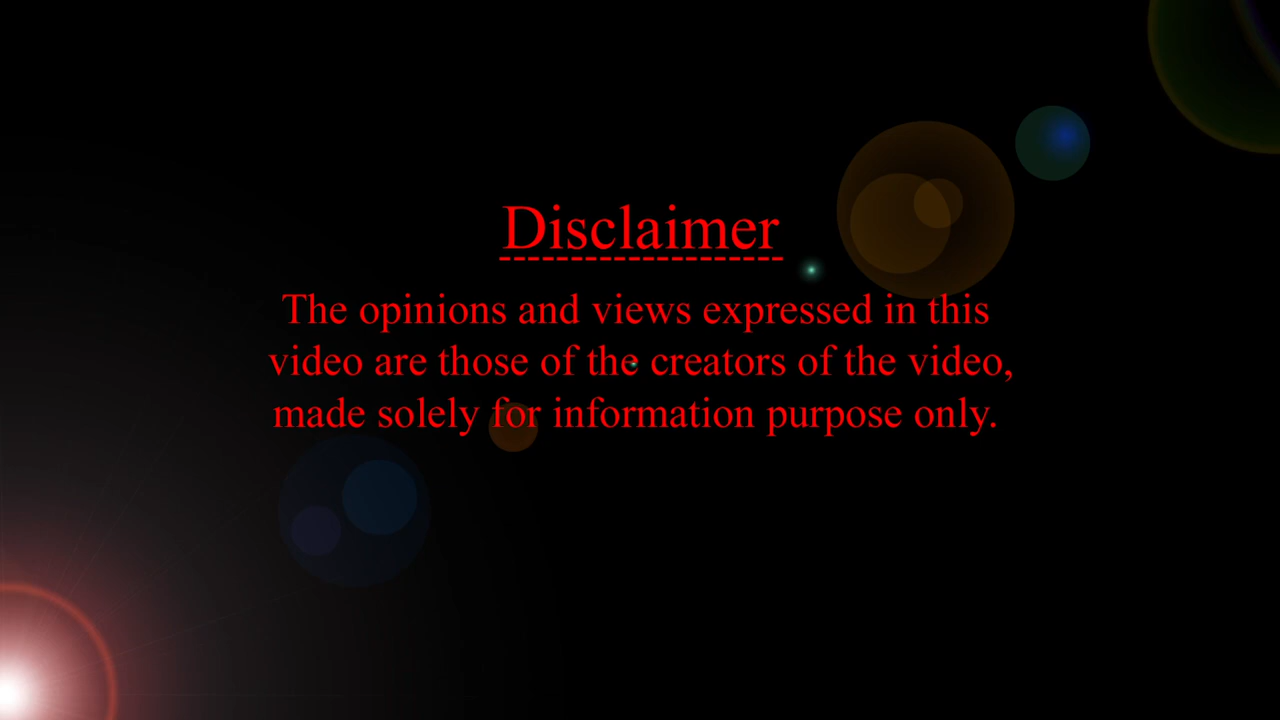 Disclaimer
The opinions and views expressed in this
video are those of the creators of the video,
made solely for information purpose only.